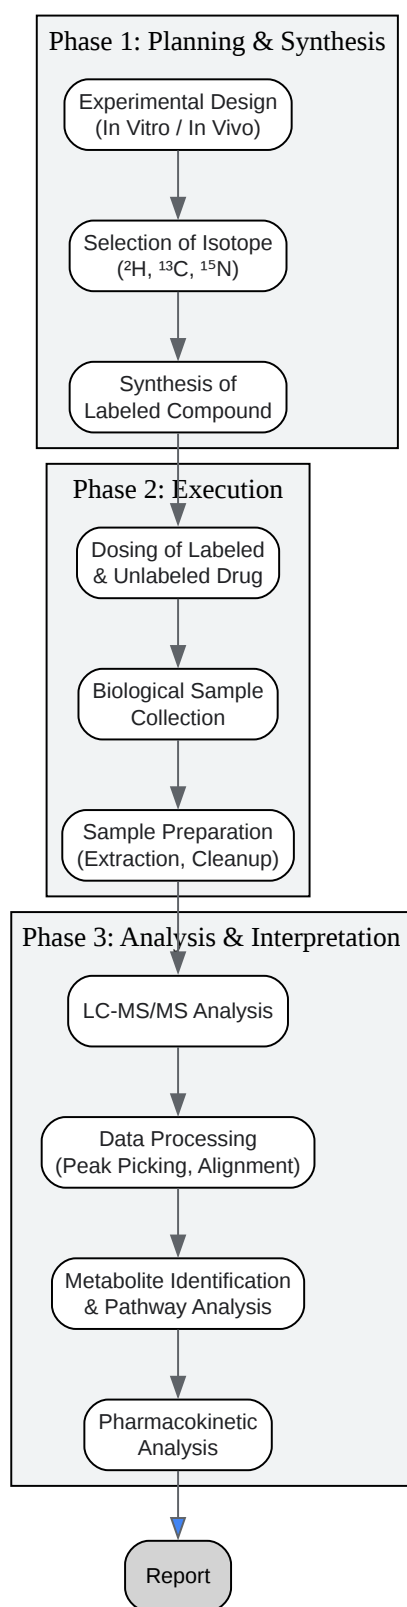 Phase 1: Planning & Synthesis
Experimental Design
(In Vitro / In Vivo)
Selection of Isotope
(²H, ¹³C, ¹⁵N)
Synthesis of
Labeled Compound
Phase 2: Execution
Dosing of Labeled
& Unlabeled Drug
Biological Sample
Collection
Sample Preparation
(Extraction, Cleanup)
Phase 3: Analysis & Interpretation
LC-MS/MS Analysis
Data Processing
(Peak Picking, Alignment)
Metabolite Identification
& Pathway Analysis
Pharmacokinetic
Analysis
Report